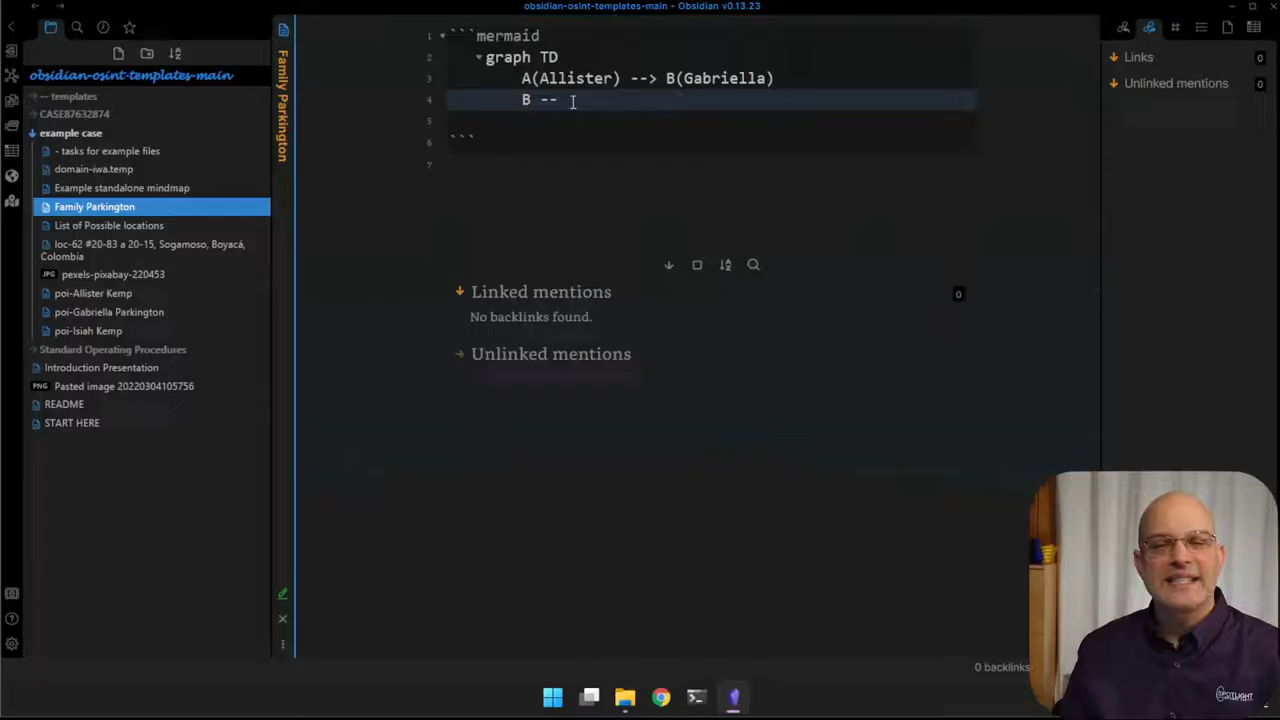 obsidian-osint-templates-main - Obsidian v0.13.23
obsidian-osint-templates-main
-- templates
CASE87632874
example case
- tasks for example files
domain-iwa.temp
Example standalone mindmap
Family Parkington
List of Possible locations
loc-62 #20-83 a 20-15, Sogamoso, Boyacá,
Colombia
JPG pexels-pixabay-220453
poi-Allister Kemp
poi-Gabriella Parkington
poi-Isiah Kemp
Standard Operating Procedures
Introduction Presentation
PNG Pasted image 20220304105756
README
START HERE
Family Parkington
1 ```mermaid
2 graph TD
3 A(Allister) --> B(Gabriella)
4 B --
5
6 ```
7
Linked mentions 0
No backlinks found.
Unlinked mentions
Links 0
Unlinked mentions 0
0 backlinks
SPOTLIGHT